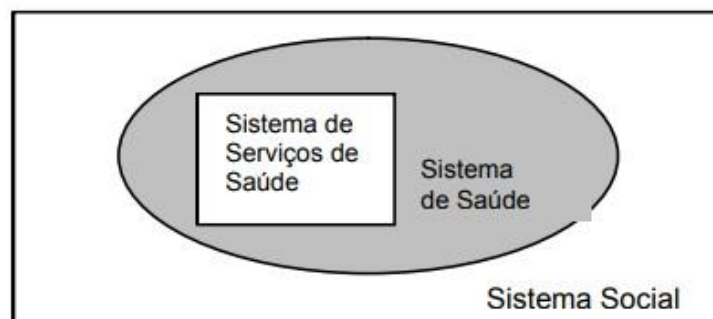 Sistema de
Serviços de
Saúde
Sistema
de Saúde
Sistema Social